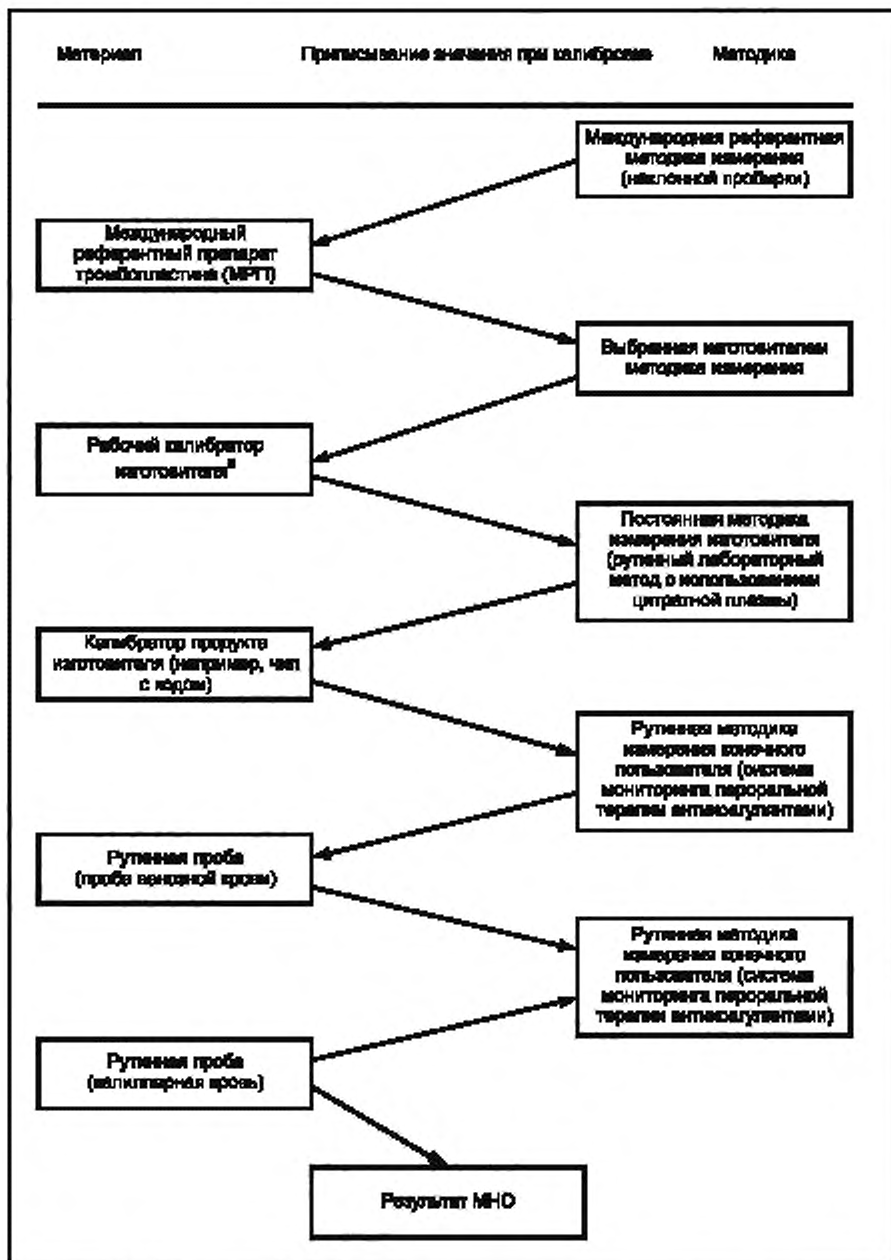 Материал Приписывание значения при калибровке Методика
Международная референтная
методика измерения
(наклонной пробирки)
Международный
референтный препарат
тромбопластина (МРП)
Выбранная изготовителем
методика измерения
Рабочий калибратор
изготовителяª
Постоянная методика
измерения изготовителя
(рутинный лабораторный
метод с использованием
цитратной плазмы)
Калибратор продукта
изготовителя (например, чип
с кодом)
Рутинная методика
измерения конечного
пользователя (система
мониторинга пероральной
терапии антикоагулянтами)
Рутинная проба
(проба венозной крови)
Рутинная методика
измерения конечного
пользователя (система
мониторинга пероральной
терапии антикоагулянтами)
Рутинная проба
(капиллярная кровь)
Результат МНО